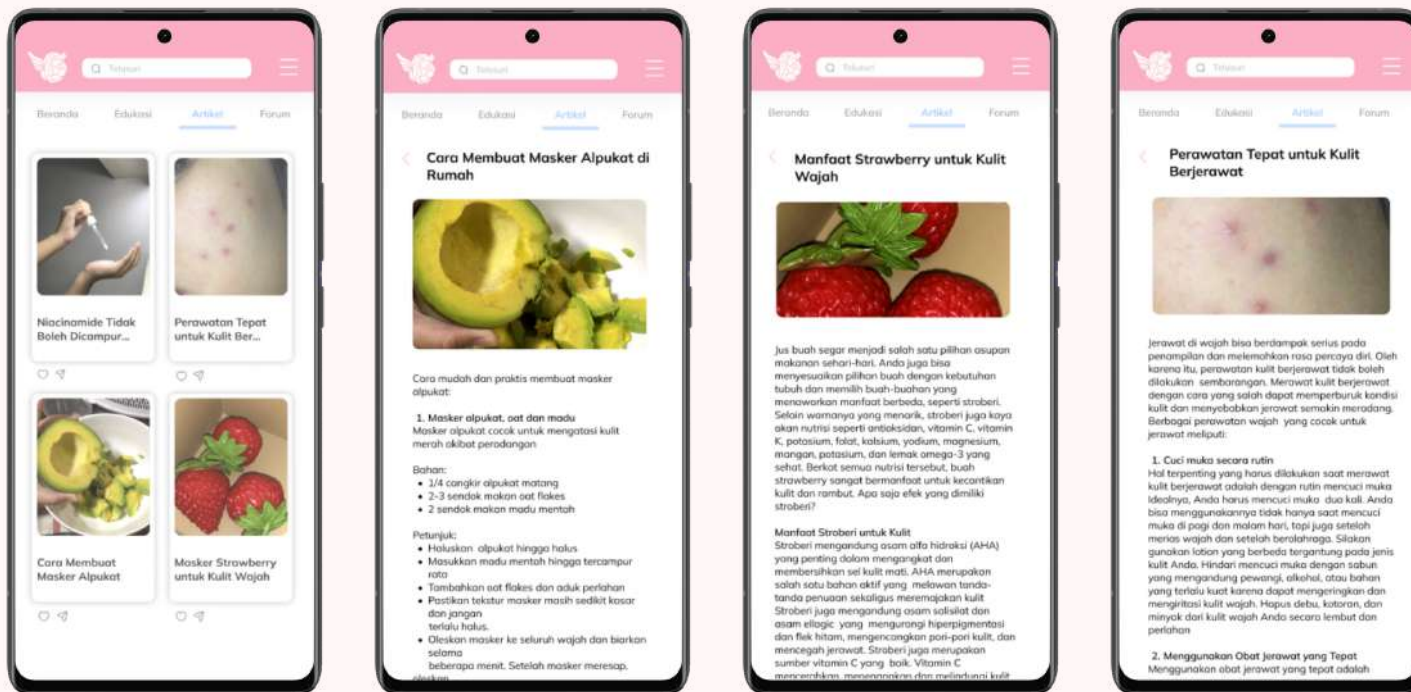 Telusuri
Beranda Edukasi Artikel Forum
Niacinamide Tidak
Boleh Dicampur...
Perawatan Tepat
untuk Kulit Ber...
Cara Membuat
Masker Alpukat
Masker Strawberry
untuk Kulit Wajah
Telusuri
Beranda Edukasi Artikel Forum
Cara Membuat Masker Alpukat di
Rumah
Cara mudah dan praktis membuat masker
alpukat:
1. Masker alpukat, oat dan madu
Masker alpukat cocok untuk mengatasi kulit
merah akibat peradangan
Bahan:
• 1/4 cangkir alpukat matang
• 2-3 sendok makan oat flakes
• 2 sendok makan madu mentah
Petunjuk:
• Haluskan alpukat hingga halus
• Masukkan madu mentah hingga tercampur
rata
• Tambahkan oat flakes dan aduk perlahan
• Pastikan tekstur masker masih sedikit kasar
dan jangan
terlalu halus.
• Oleskan masker ke seluruh wajah dan biarkan
selama
beberapa menit. Setelah masker meresap,
oleskan
Telusuri
Beranda Edukasi Artikel Forum
Manfaat Strawberry untuk Kulit
Wajah
Jus buah segar menjadi salah satu pilihan asupan
makanan sehari-hari. Anda juga bisa
menyesuaikan pilihan buah dengan kebutuhan
tubuh dan memilih buah-buahan yang
menawarkan manfaat berbeda, seperti stroberi.
Selain warnanya yang menarik, stroberi juga kaya
akan nutrisi seperti antioksidan, vitamin C, vitamin
K, potasium, folat, kalsium, yodium, magnesium,
mangan, potasium, dan lemak omega-3 yang
sehat. Berkat semua nutrisi tersebut, buah
strawberry sangat bermanfaat untuk kecantikan
kulit dan rambut. Apa saja efek yang dimiliki
stroberi?
Manfaat Stroberi untuk Kulit
Stroberi mengandung asam alfa hidroksi (AHA)
yang penting dalam mengangkat dan
membersihkan sel kulit mati. AHA merupakan
salah satu bahan aktif yang melawan tanda-
tanda penuaan sekaligus meremajakan kulit
Stroberi juga mengandung asam salisilat dan
asam ellagic yang mengurangi hiperpigmentasi
dan flek hitam, mengencangkan pori-pori kulit, dan
mencegah jerawat. Stroberi juga merupakan
sumber vitamin C yang baik. Vitamin C
mencerahkan, menenangkan dan melindungi kulit
Telusuri
Beranda Edukasi Artikel Forum
Perawatan Tepat untuk Kulit
Berjerawat
Jerawat di wajah bisa berdampak serius pada
penampilan dan melemahkan rasa percaya diri. Oleh
karena itu, perawatan kulit berjerawat tidak boleh
dilakukan sembarangan. Merawat kulit berjerawat
dengan cara yang salah dapat memperburuk kondisi
kulit dan menyebabkan jerawat semakin meradang.
Berbagai perawatan wajah yang cocok untuk
jerawat meliputi:
1. Cuci muka secara rutin
Hal terpenting yang harus dilakukan saat merawat
kulit berjerawat adalah dengan rutin mencuci muka
Idealnya, Anda harus mencuci muka dua kali. Anda
bisa menggunakannya tidak hanya saat mencuci
muka di pagi dan malam hari, tapi juga setelah
merias wajah dan setelah berolahraga. Silakan
gunakan lotion yang berbeda tergantung pada jenis
kulit Anda. Hindari mencuci muka dengan sabun
yang mengandung pewangi, alkohol, atau bahan
yang terlalu kuat karena dapat mengeringkan dan
mengiritasi kulit wajah. Hapus debu, kotoran, dan
minyak dari kulit wajah Anda secara lembut dan
perlahan
2. Menggunakan Obat Jerawat yang Tepat
Menggunakan obat jerawat yang tepat adalah